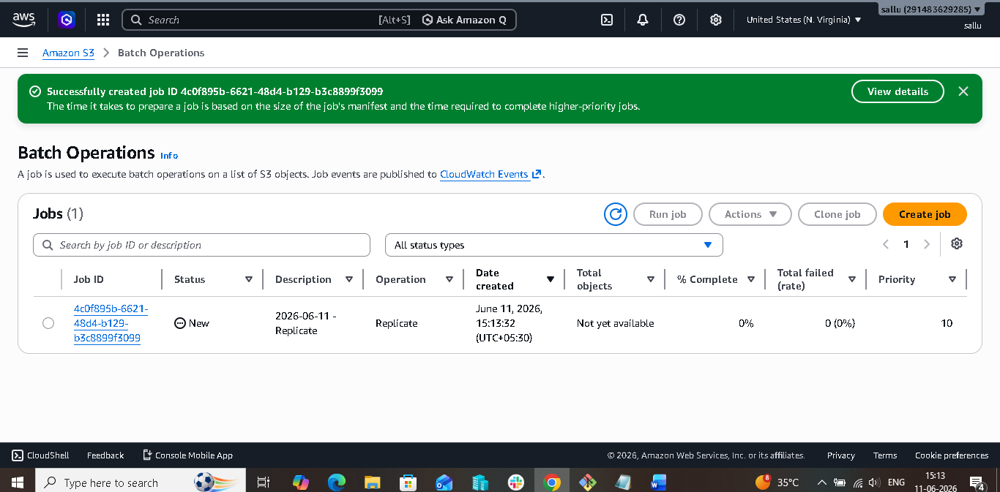 aws
Search
[Alt+S]
Ask Amazon Q
United States (N. Virginia)
sallu (291483629285)
sallu
Amazon S3
Batch Operations
Successfully created job ID 4c0f895b-6621-48d4-b129-b3c8899f3099
The time it takes to prepare a job is based on the size of the job's manifest and the time required to complete higher-priority jobs.
View details
Batch Operations Info
A job is used to execute batch operations on a list of S3 objects. Job events are published to CloudWatch Events.
Jobs (1)
Run job
Actions
Clone job
Create job
Search by job ID or description
All status types
1
Job ID
Status
Description
Operation
Date
created
Total
objects
% Complete
Total failed
(rate)
Priority
4c0f895b-6621-
48d4-b129-
b3c8899f3099
New
2026-06-11 -
Replicate
Replicate
June 11, 2026,
15:13:32
(UTC+05:30)
Not yet available
0%
0 (0%)
10
CloudShell
Feedback
Console Mobile App
© 2026, Amazon Web Services, Inc. or its affiliates.
Privacy
Terms
Cookie preferences
Type here to search
8
35°C
ENG
15:13
11-06-2026
4